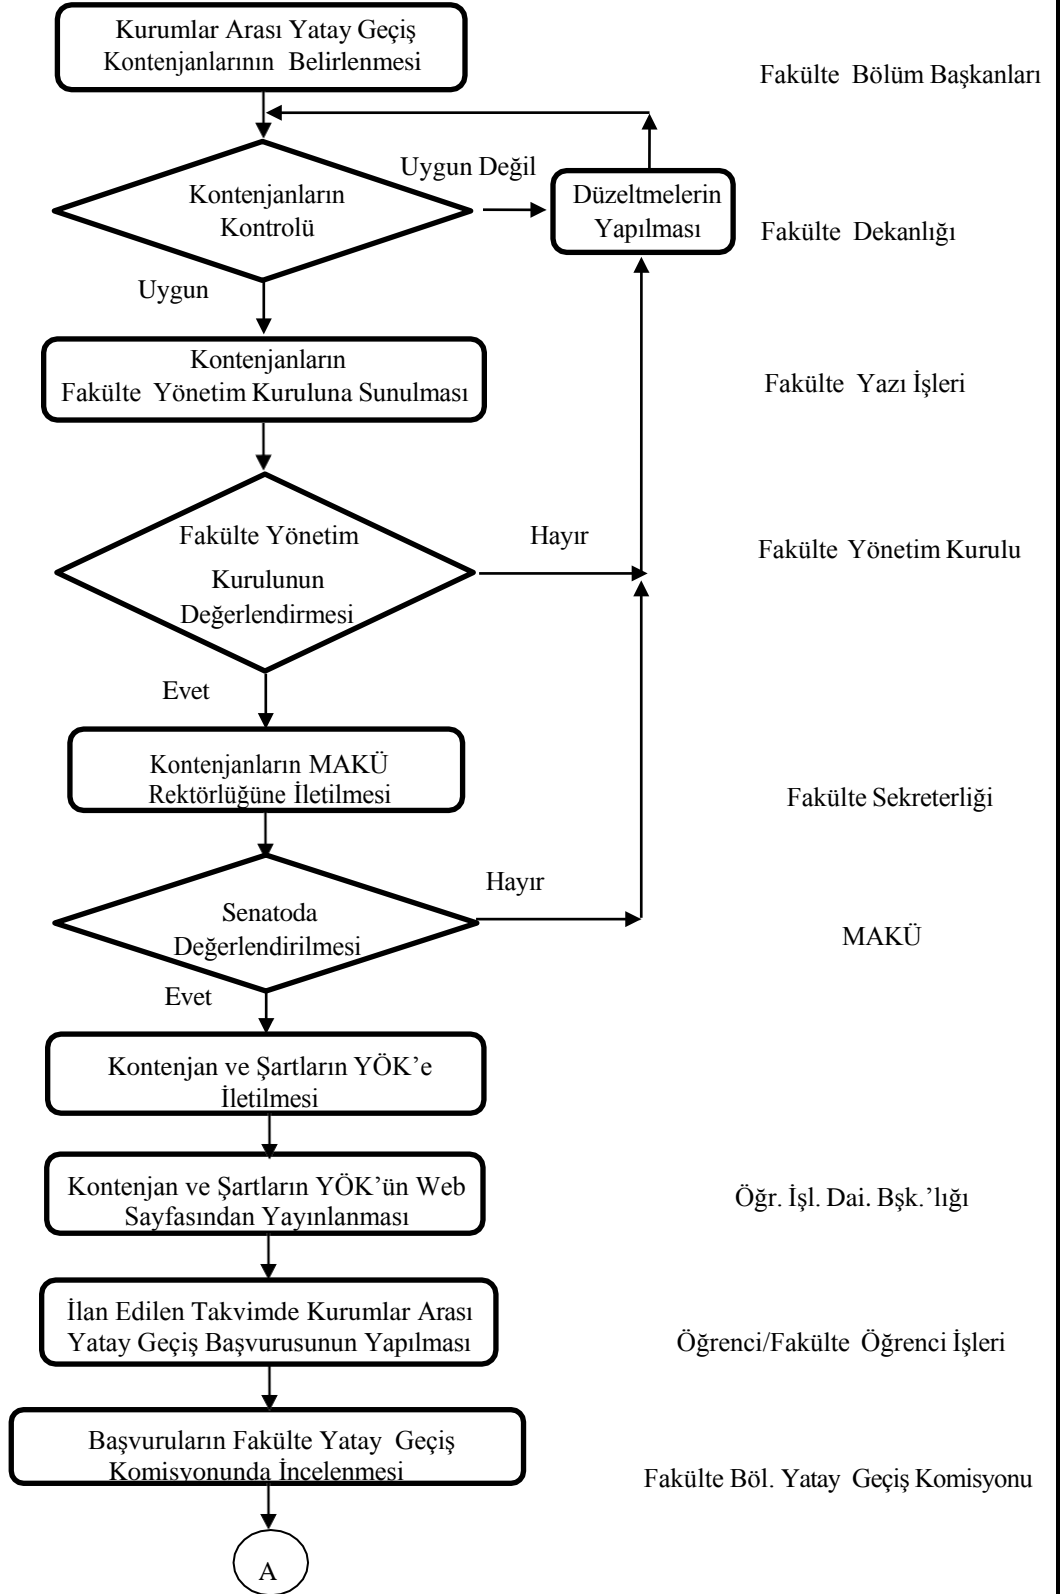 Kurumlar Arası Yatay Geçiş
Kontenjanlarının Belirlenmesi
Fakülte Bölüm Başkanları
Uygun Değil
Kontenjanların
Kontrolü
Düzeltmelerin
Yapılması
Fakülte Dekanlığı
Uygun
Kontenjanların
Fakülte Yönetim Kuruluna Sunulması
Fakülte Yazı İşleri
Fakülte Yönetim
Kurulunun
Değerlendirmesi
Hayır
Fakülte Yönetim Kurulu
Evet
Kontenjanların MAKÜ
Rektörlüğüne İletilmesi
Fakülte Sekreterliği
Hayır
Senatoda
Değerlendirilmesi
MAKÜ
Evet
Kontenjan ve Şartların YÖK’e
İletilmesi
Kontenjan ve Şartların YÖK’ün Web
Sayfasından Yayınlanması
Öğr. İşl. Dai. Bşk.’lığı
İlan Edilen Takvimde Kurumlar Arası
Yatay Geçiş Başvurusunun Yapılması
Öğrenci/Fakülte Öğrenci İşleri
Başvuruların Fakülte Yatay Geçiş
Komisyonunda İncelenmesi
Fakülte Böl. Yatay Geçiş Komisyonu
A